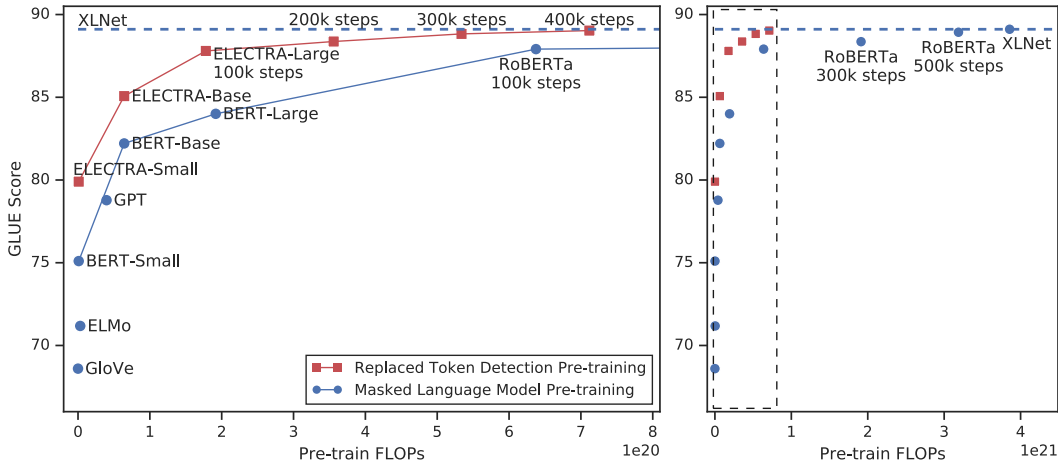 90
85
80
75
70
GLUE Score
XLNet
200k steps
300k steps
400k steps
ELECTRA-Large
100k steps
RoBERTa
100k steps
ELECTRA-Base
BERT-Large
BERT-Base
ELECTRA-Small
GPT
BERT-Small
ELMo
GloVe
Replaced Token Detection Pre-training
Masked Language Model Pre-training
0 1 2 3 4 5 6 7 8
1e20
Pre-train FLOPs
90
85
80
75
70
RoBERTa
300k steps
RoBERTa
500k steps
XLNet
0 1 2 3 4
1e21
Pre-train FLOPs